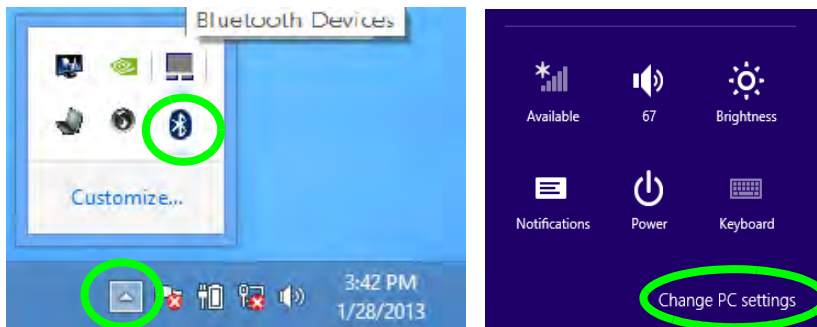 Bluetooth Devices
Customize...
3:42 PM
1/28/2013
Available
67
Brightness
Notifications
Power
Keyboard
Change PC settings